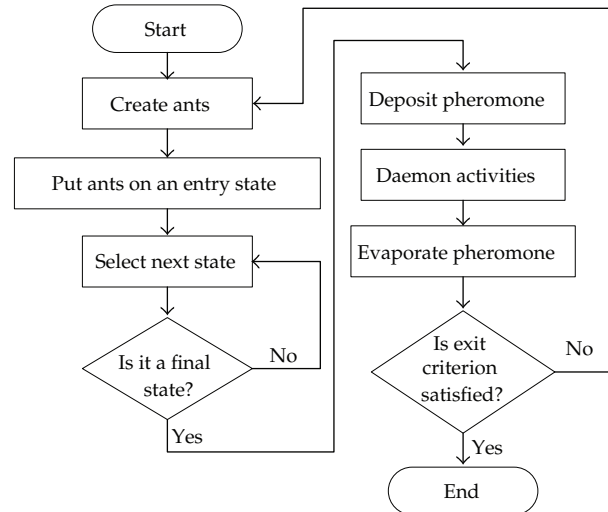 Start
Create ants
Put ants on an entry state
Select next state
Is it a final
state?
No
Yes
Deposit pheromone
Daemon activities
Evaporate pheromone
Is exit
criterion
satisfied?
No
Yes
End